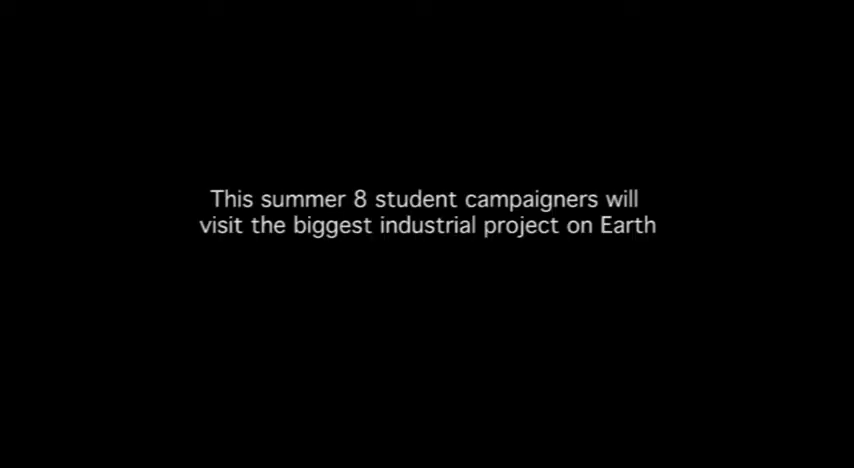 This summer 8 student campaigners will
visit the biggest industrial project on Earth